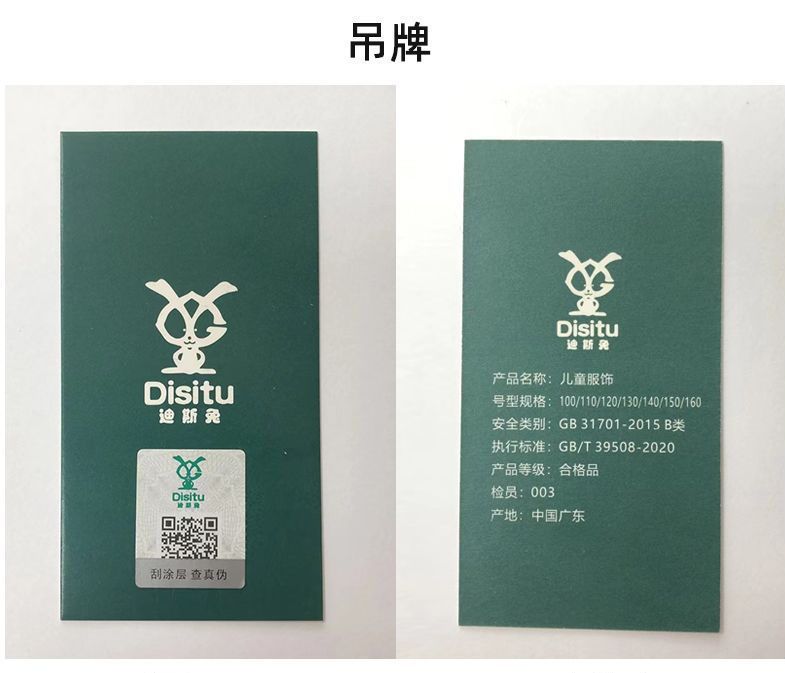 吊牌
Disitu
迪斯兔
Disitu
迪斯兔
刮涂层 查真伪
Disitu
迪斯兔
产品名称：儿童服饰
号型规格：100/110/120/130/140/150/160
安全类别：GB 31701-2015 B类
执行标准：GB/T 39508-2020
产品等级：合格品
检员：003
产地：中国广东